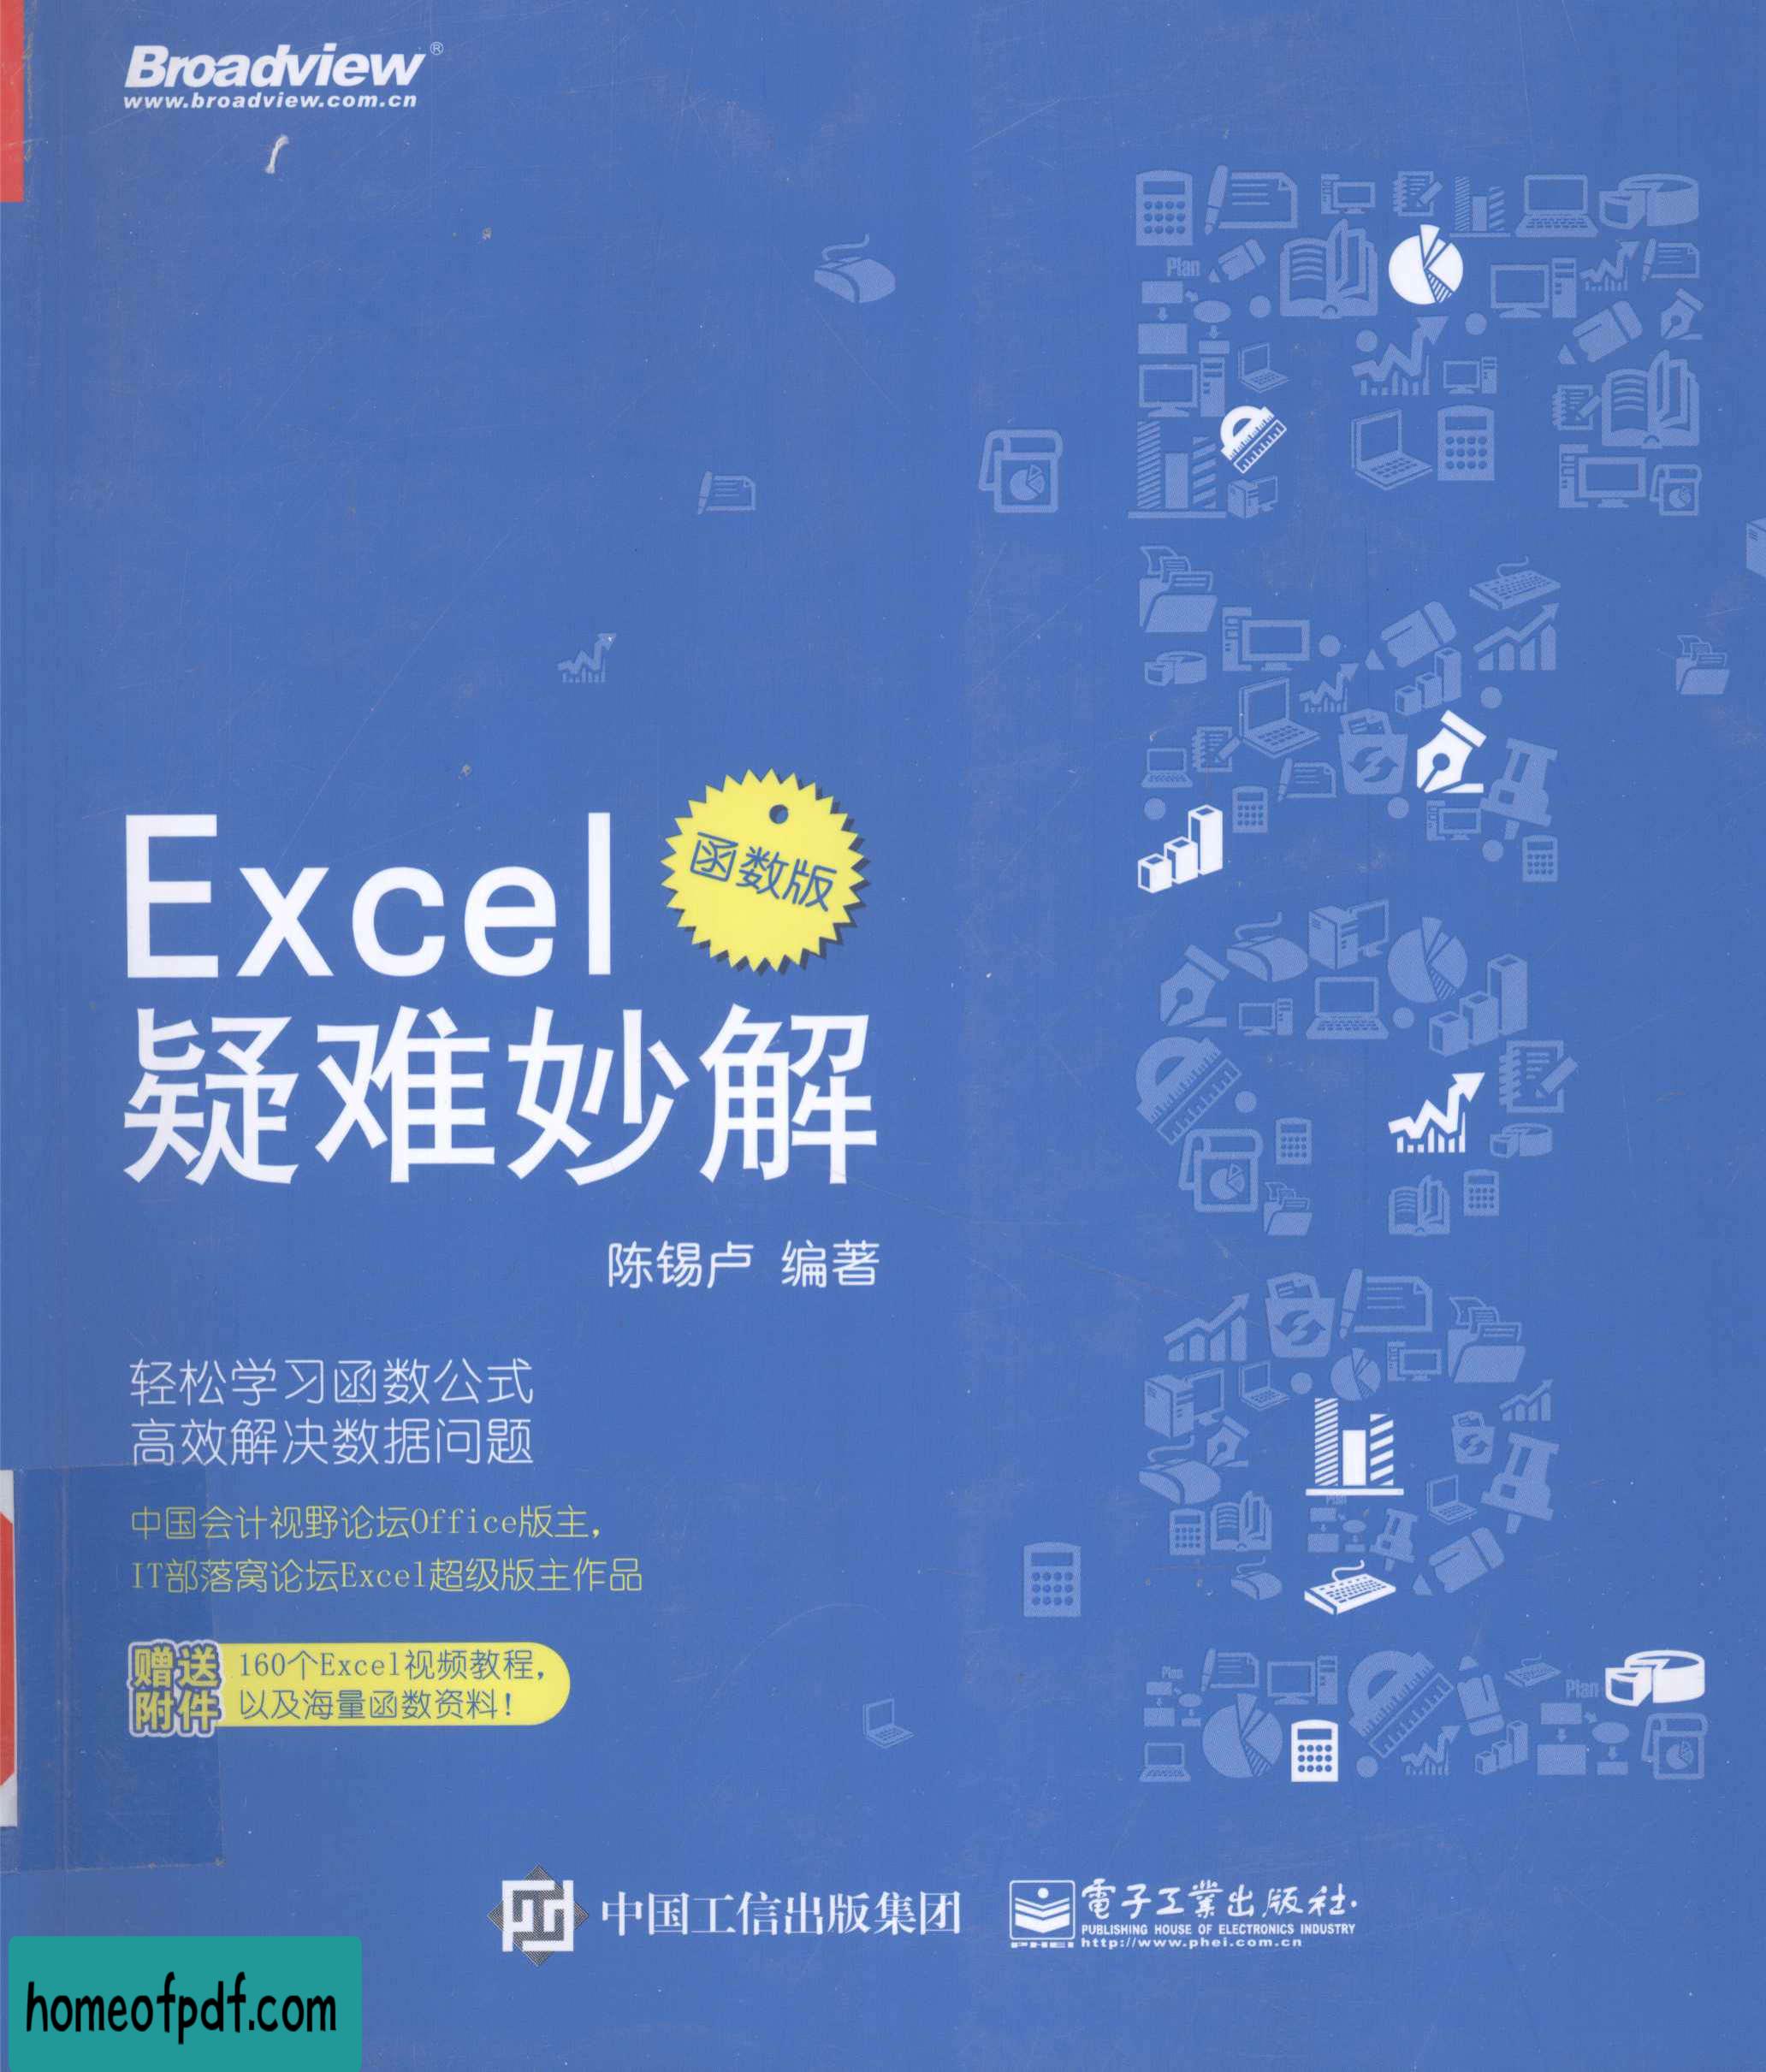 Broadview®
www.broadview.com.cn
Plan
Excel
函数版
疑难妙解
陈锡卢 编著
轻松学习函数公式
高效解决数据问题
中国会计视野论坛Office版主，
IT部落窝论坛Excel超级版主作品
赠送
附件
160个Excel视频教程，
以及海量函数资料！
Plan
Plan
Plan
中国工信出版集团
電子工業出版社·
PUBLISHING HOUSE OF ELECTRONICS INDUSTRY
PHEI
http://www.phei.com.cn
homeofpdf.com